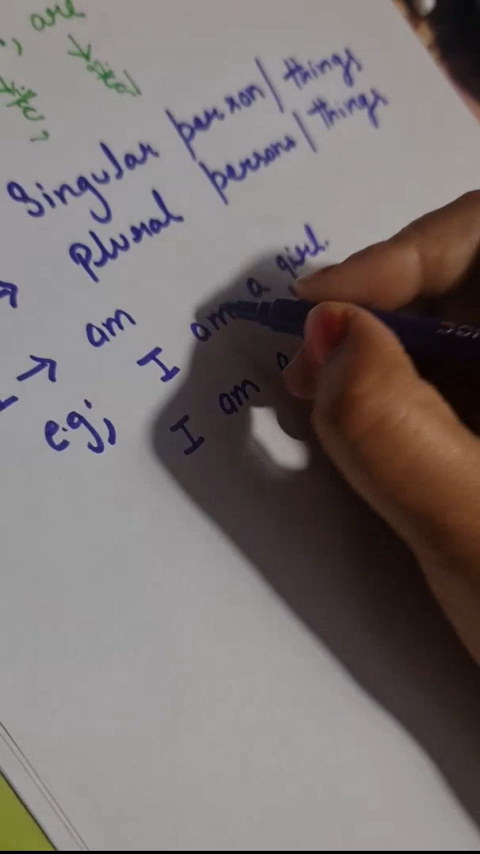 , are
Singular person/things
→ Plural persons/things
I → am
e.g; I am a girl.
I am a